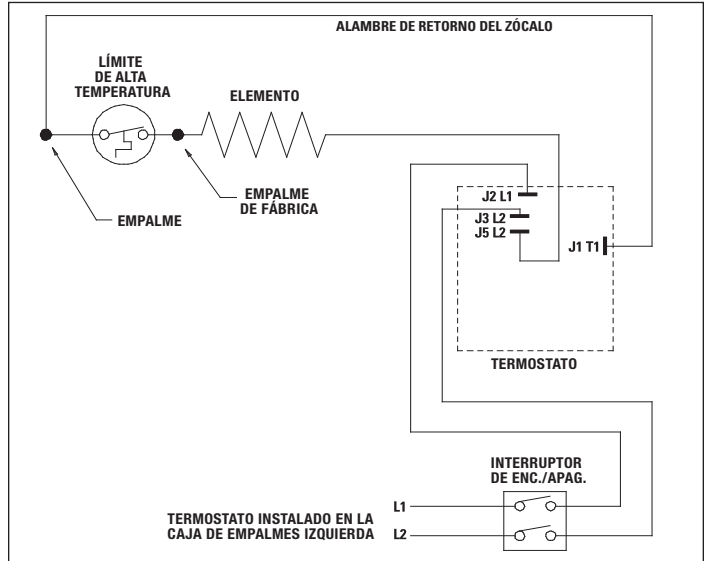 ALAMBRE DE RETORNO DEL ZÓCALO
LÍMITE
DE ALTA
TEMPERATURA
ELEMENTO
EMPALME
EMPALME
DE FÁBRICA
J2 L1
J3 L2
J5 L2
J1 T1
TERMOSTATO
INTERRUPTOR
DE ENC./APAG.
L1
L2
TERMOSTATO INSTALADO EN LA
CAJA DE EMPALMES IZQUIERDA